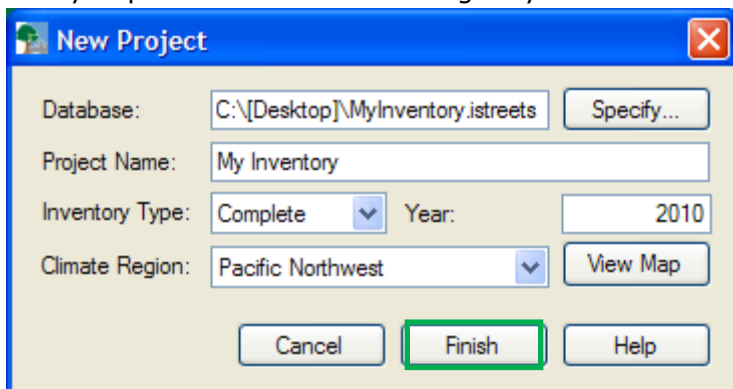 New Project
Database: C:\[Desktop]\MyInventory.istreets Specify...
Project Name: My Inventory
Inventory Type: Complete Year: 2010
Climate Region: Pacific Northwest View Map
Cancel Finish Help